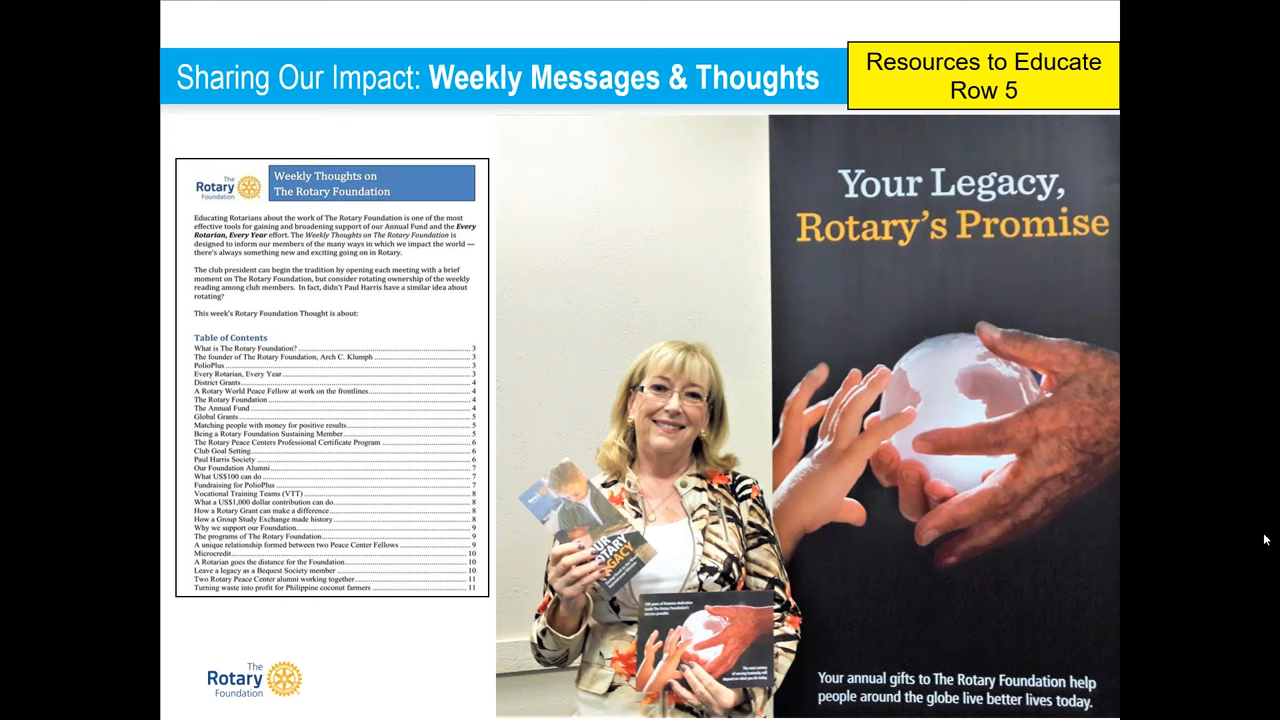 Sharing Our Impact: Weekly Messages & Thoughts
Resources to Educate
Row 5
The
Rotary
Foundation
Weekly Thoughts on
The Rotary Foundation
Educating Rotarians about the work of The Rotary Foundation is one of the most
effective tools for gaining and broadening support of our Annual Fund and the Every
Rotarian, Every Year effort. The Weekly Thoughts on The Rotary Foundation is
designed to inform our members of the many ways in which we impact the world —
there's always something new and exciting going on in Rotary.
The club president can begin the tradition by opening each meeting with a brief
moment on The Rotary Foundation, but consider rotating ownership of the weekly
reading among club members. In fact, didn't Paul Harris have a similar idea about
rotating?
This week's Rotary Foundation Thought is about:
Table of Contents
What is The Rotary Foundation? 3
The founder of The Rotary Foundation, Arch C. Klumph 3
PolioPlus 3
Every Rotarian, Every Year 3
District Grants 4
A Rotary World Peace Fellow at work on the frontlines 4
The Rotary Foundation 4
The Annual Fund 4
Global Grants 5
Matching people with money for positive results 5
Being a Rotary Foundation Sustaining Member 5
The Rotary Peace Centers Professional Certificate Program 6
Club Goal Setting 6
Paul Harris Society 6
Our Foundation Alumni 7
What US$100 can do 7
Fundraising for PolioPlus 7
Vocational Training Teams (VTT) 8
What a US$1,000 dollar contribution can do 8
How a Rotary Grant can make a difference 8
How a Group Study Exchange made history 8
Why we support our Foundation 9
The programs of The Rotary Foundation 9
A unique relationship formed between two Peace Center Fellows 9
Microcredit 10
A Rotarian goes the distance for the Foundation 10
Leave a legacy as a Bequest Society member 10
Two Rotary Peace Center alumni working together 11
Turning waste into profit for Philippine coconut farmers 11
The
Rotary
Foundation
Your Legacy,
Rotary's Promise
Your annual gifts to The Rotary Foundation help
people around the globe live better lives today.